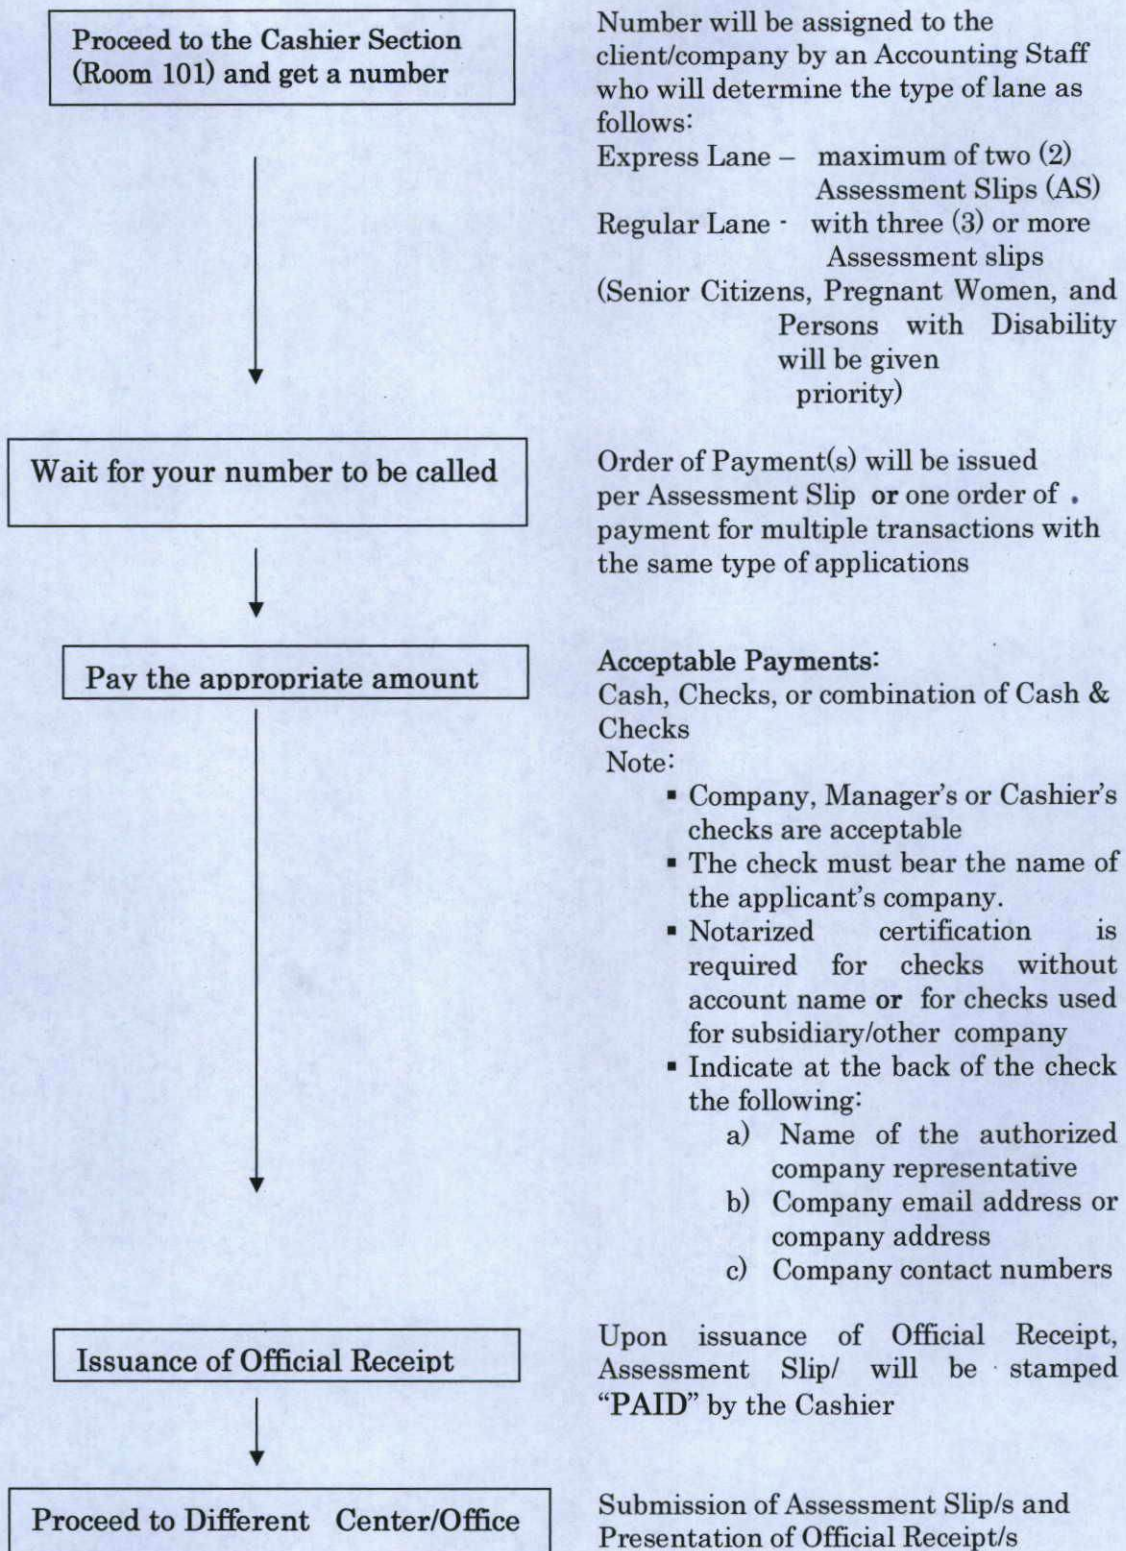 Proceed to the Cashier Section
(Room 101) and get a number
Number will be assigned to the
client/company by an Accounting Staff
who will determine the type of lane as
follows:
Express Lane – maximum of two (2)
Assessment Slips (AS)
Regular Lane - with three (3) or more
Assessment slips
(Senior Citizens, Pregnant Women, and
Persons with Disability
will be given
priority)
Wait for your number to be called
Order of Payment(s) will be issued
per Assessment Slip or one order of
payment for multiple transactions with
the same type of applications
Pay the appropriate amount
Acceptable Payments:
Cash, Checks, or combination of Cash &
Checks
Note:
▪ Company, Manager's or Cashier's
checks are acceptable
▪ The check must bear the name of
the applicant's company.
▪ Notarized certification is
required for checks without
account name or for checks used
for subsidiary/other company
▪ Indicate at the back of the check
the following:
a) Name of the authorized
company representative
b) Company email address or
company address
c) Company contact numbers
Issuance of Official Receipt
Upon issuance of Official Receipt,
Assessment Slip/ will be stamped
“PAID” by the Cashier
Proceed to Different Center/Office
Submission of Assessment Slip/s and
Presentation of Official Receipt/s